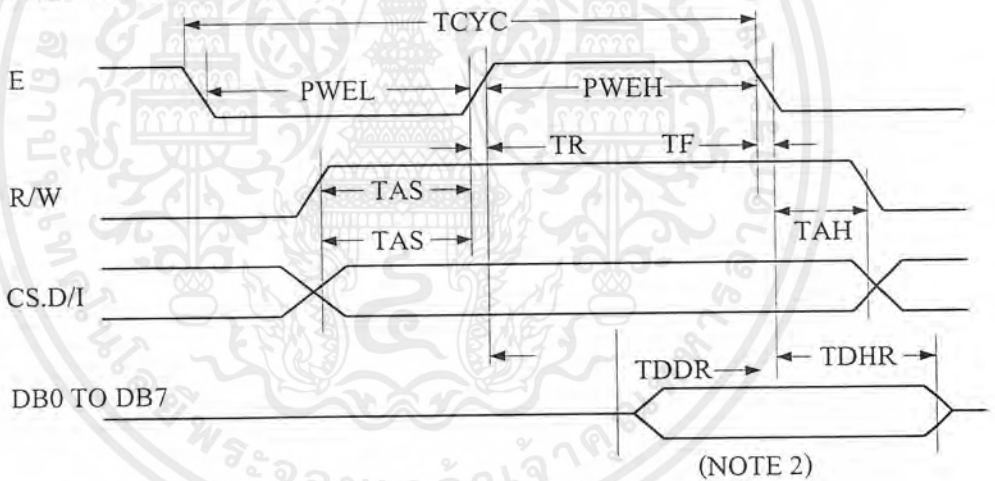 TCYC
E
PWEL
PWEH
TR
TF
R/W
TAS
TAS
TAH
CS.D/I
TDDR
TDHR
DB0 TO DB7
(NOTE 2)